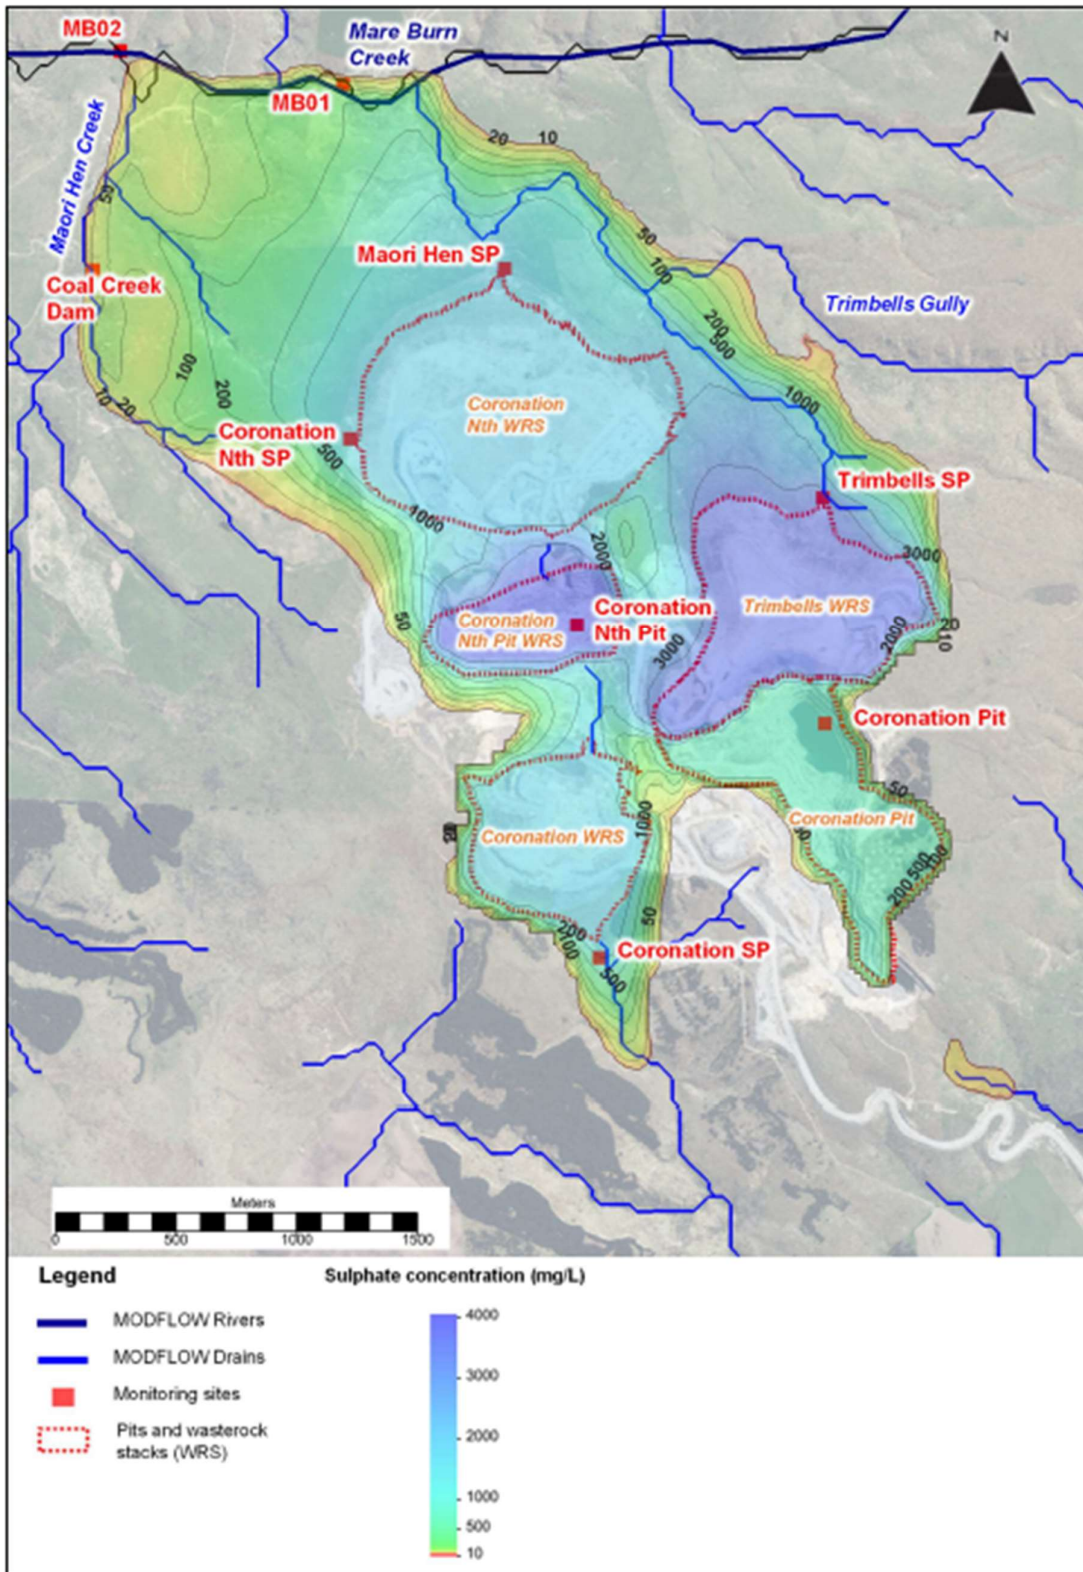 MB02
Mare Burn
Creek
N
MB01
Maori Hen Creek
20
10
50
Maori Hen SP
50
100
Coal Creek
Dam
Trimbells Gully
200
500
100
200
10
20
1000
Coronation
Nth WRS
Coronation
Nth SP
500
Trimbells SP
1000
2000
3000
Coronation
Nth Pit WRS
Coronation
Nth Pit
Trimbells WRS
50
3000
2000
20
10
Coronation Pit
50
Coronation Pit
Coronation WRS
1000
200
500
100
50
200
Coronation SP
500
Meters
0
500
1000
1500
Legend
Sulphate concentration (mg/L)
MODFLOW Rivers
MODFLOW Drains
Monitoring sites
Pits and wasterock
stacks (WRS)
4000
3000
2000
1000
500
10